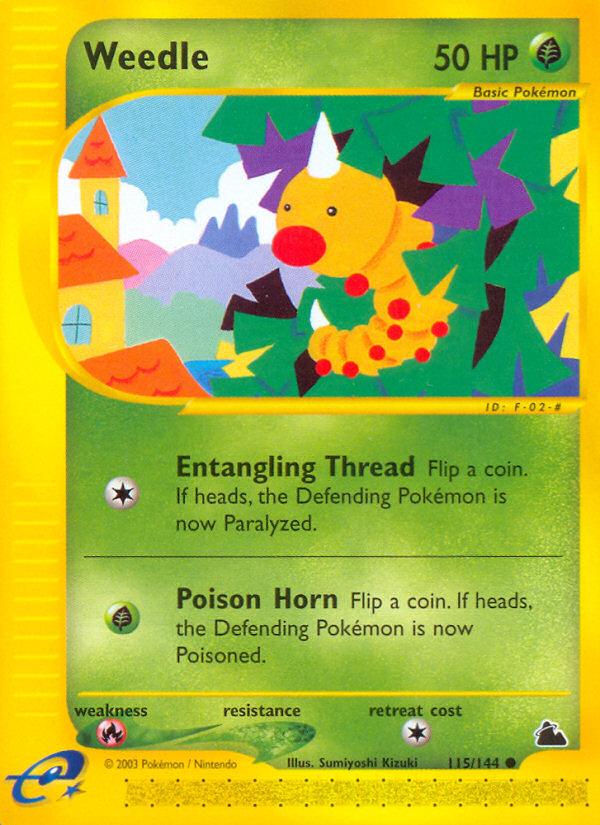 Weedle 50 HP
Basic Pokémon
ID: F-02-#
Entangling Thread Flip a coin.
If heads, the Defending Pokémon is
now Paralyzed.
Poison Horn Flip a coin. If heads,
the Defending Pokémon is now
Poisoned.
weakness resistance retreat cost
© 2003 Pokémon / Nintendo Illus. Sumiyoshi Kizuki 115/144
e